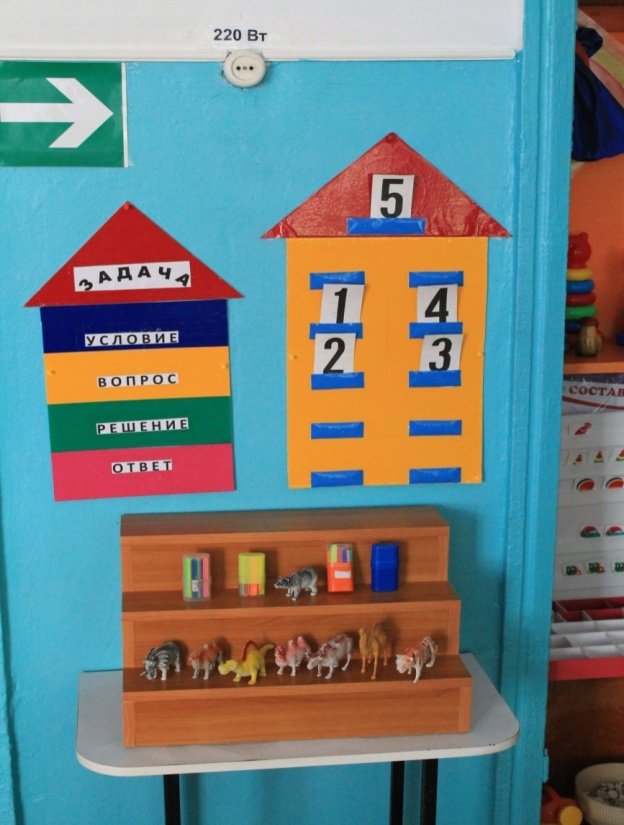 220 Вт
ЗАДАЧА
УСЛОВИЕ
ВОПРОС
РЕШЕНИЕ
ОТВЕТ
5
1 4
2 3
СОСТАВ